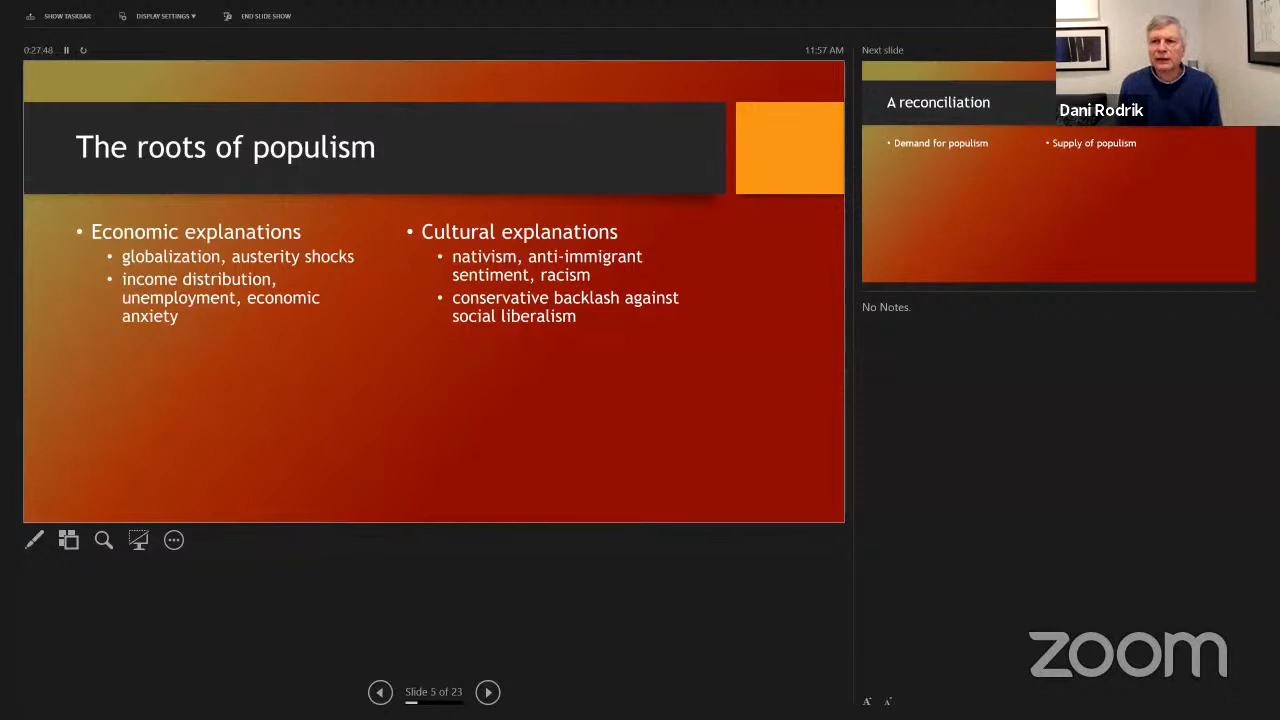 SHOW TASKBAR
DISPLAY SETTINGS ▾
END SLIDE SHOW
0:27:48
11:57 AM
The roots of populism
• Economic explanations
• globalization, austerity shocks
• income distribution,
unemployment, economic
anxiety
• Cultural explanations
• nativism, anti-immigrant
sentiment, racism
• conservative backlash against
social liberalism
Slide 5 of 23
Next slide
A reconciliation
• Demand for populism
• Supply of populism
No Notes.
Dani Rodrik
zoom
A
A